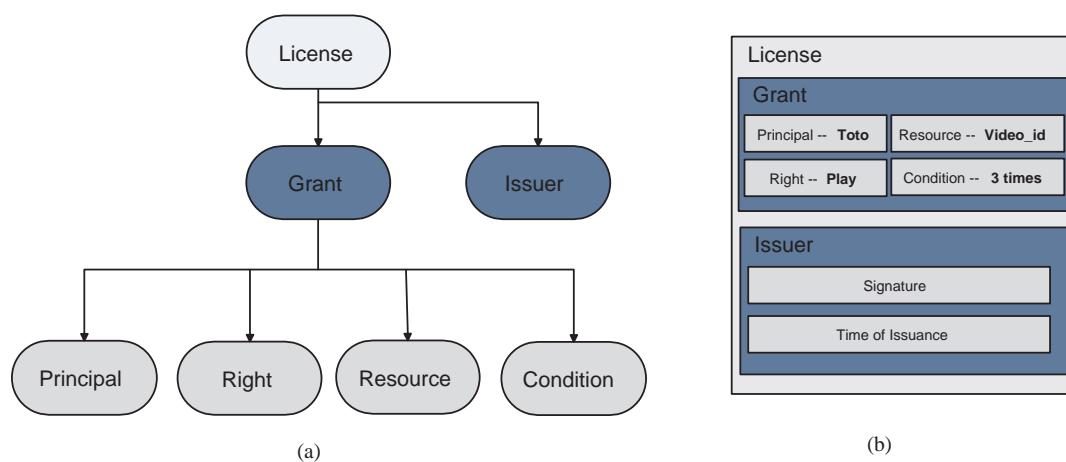 License
Grant
Issuer
Principal
Right
Resource
Condition
(a)
License
Grant
Principal -- Toto
Resource -- Video_id
Right -- Play
Condition -- 3 times
Issuer
Signature
Time of Issuance
(b)